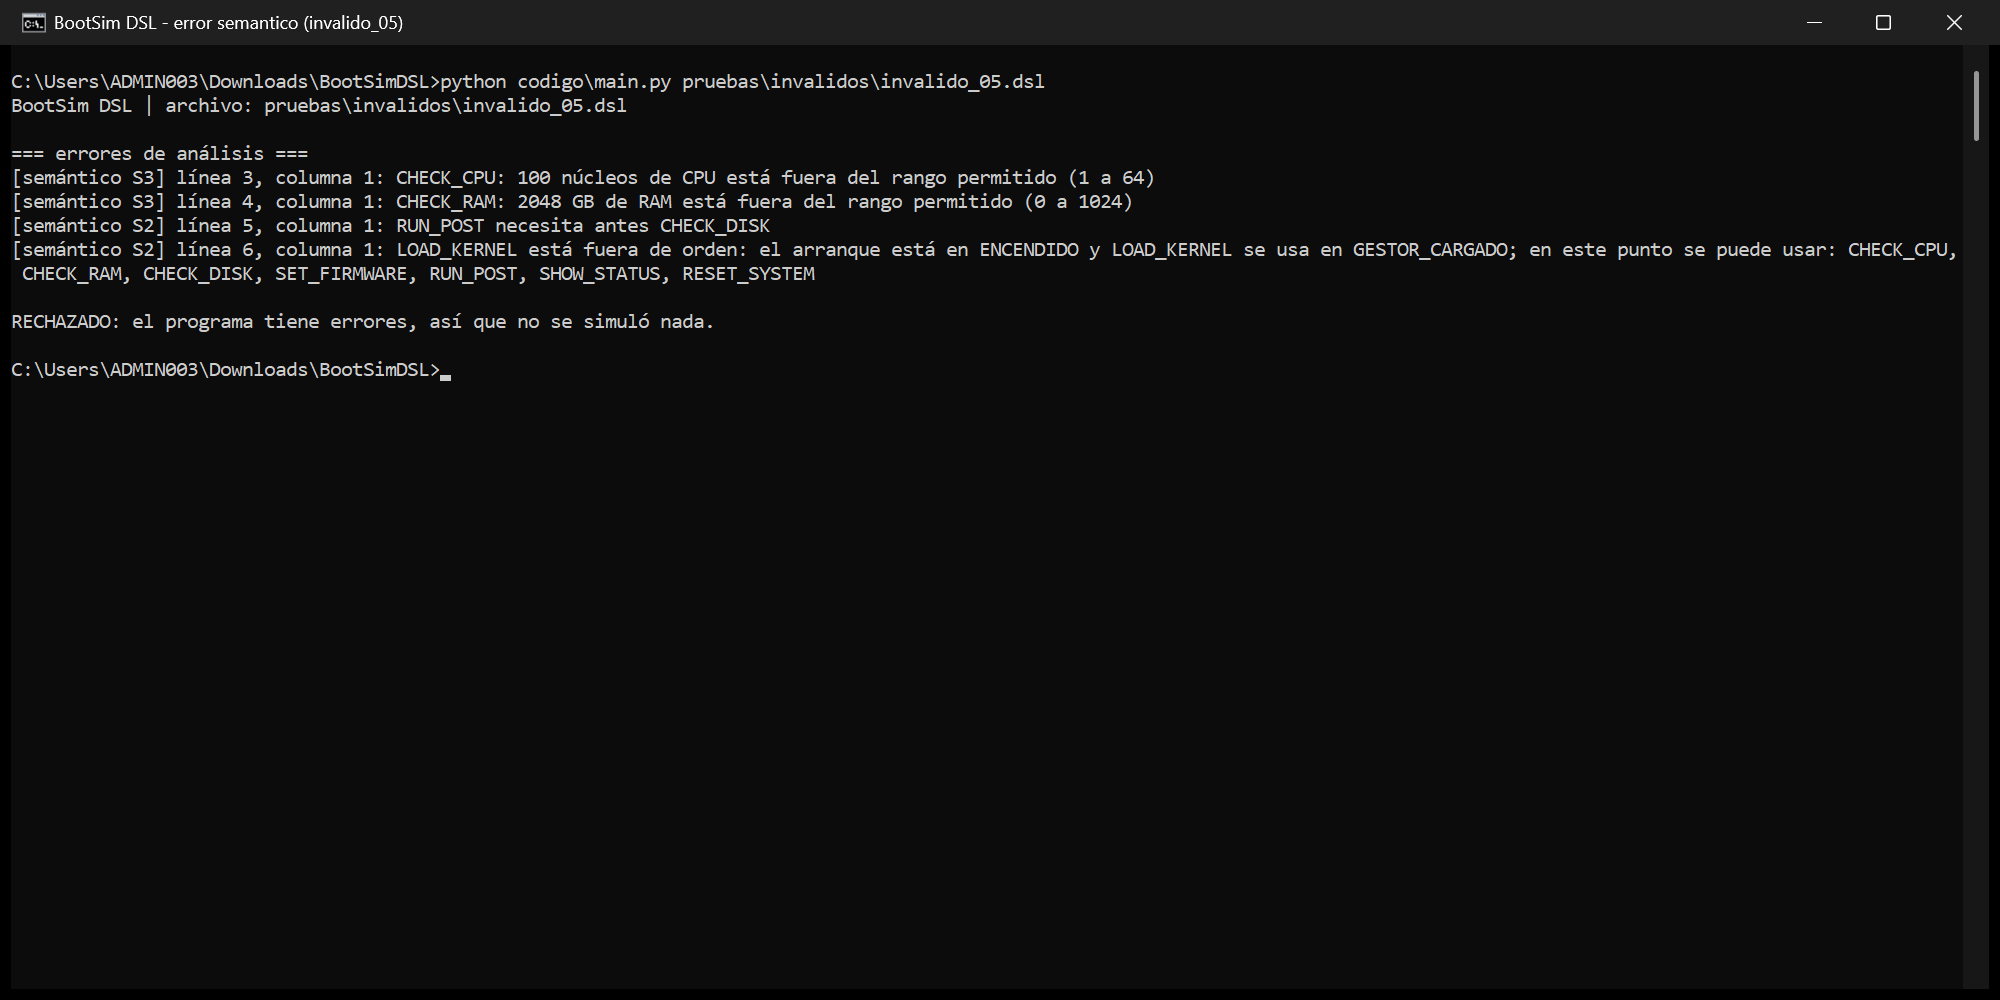 BootSim DSL - error semantico (invalido_05)
C:\Users\ADMIN003\Downloads\BootSimDSL>python codigo\main.py pruebas\invalidos\invalido_05.dsl
BootSim DSL | archivo: pruebas\invalidos\invalido_05.dsl
=== errores de análisis ===
[semántico S3] línea 3, columna 1: CHECK_CPU: 100 núcleos de CPU está fuera del rango permitido (1 a 64)
[semántico S3] línea 4, columna 1: CHECK_RAM: 2048 GB de RAM está fuera del rango permitido (0 a 1024)
[semántico S2] línea 5, columna 1: RUN_POST necesita antes CHECK_DISK
[semántico S2] línea 6, columna 1: LOAD_KERNEL está fuera de orden: el arranque está en ENCENDIDO y LOAD_KERNEL se usa en GESTOR_CARGADO; en este punto se puede usar: CHECK_CPU,
CHECK_RAM, CHECK_DISK, SET_FIRMWARE, RUN_POST, SHOW_STATUS, RESET_SYSTEM
RECHAZADO: el programa tiene errores, así que no se simuló nada.
C:\Users\ADMIN003\Downloads\BootSimDSL>